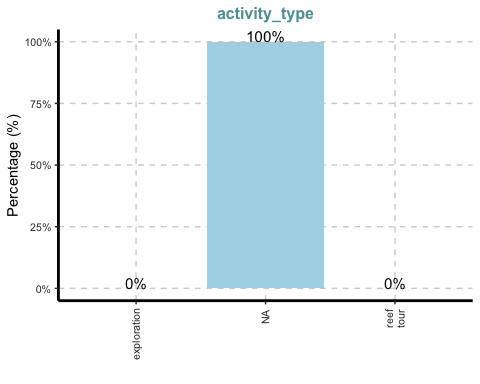 activity_type
100%
100%
75%
Percentage (%)
50%
25%
0%
0%
0%
exploration
NA
reef
tour